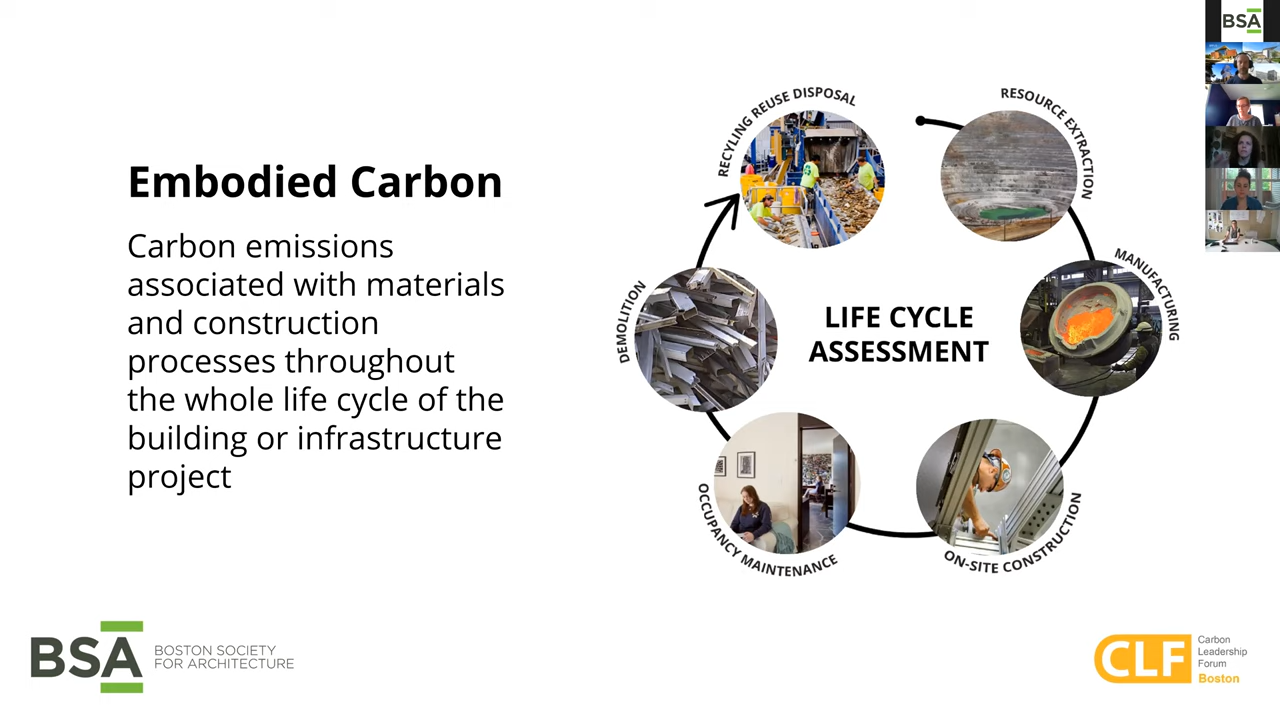 BSA
Embodied Carbon
Carbon emissions
associated with materials
and construction
processes throughout
the whole life cycle of the
building or infrastructure
project
RECYLING REUSE DISPOSAL
RESOURCE EXTRACTION
MANUFACTURING
DEMOLITION
LIFE CYCLE
ASSESSMENT
OCCUPANCY MAINTENANCE
ON-SITE CONSTRUCTION
BSA
BOSTON SOCIETY
FOR ARCHITECTURE
CLF
Carbon
Leadership
Forum
Boston